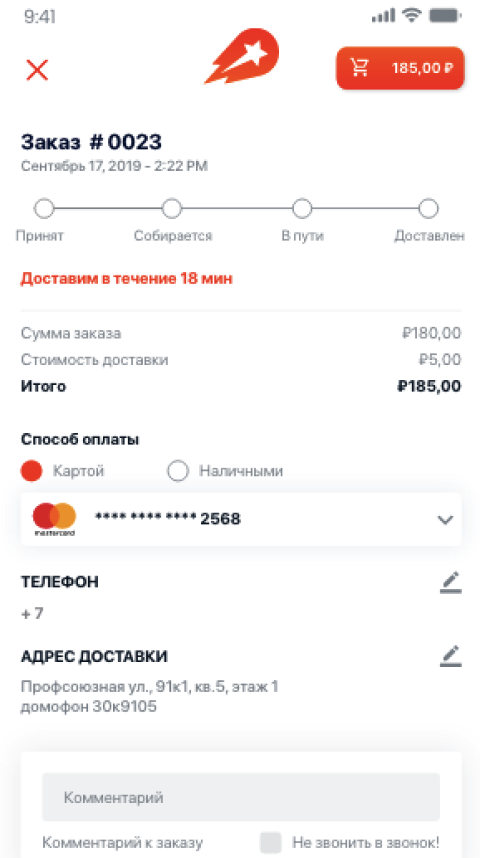 9:41
185,00 ₽
Заказ # 0023
Сентябрь 17, 2019 - 2:22 PM
Принят Собирается В пути Доставлен
Доставим в течение 18 мин
Сумма заказа ₽180,00
Стоимость доставки ₽5,00
Итого ₽185,00
Способ оплаты
Картой Наличными
mastercard **** **** **** 2568
ТЕЛЕФОН
+ 7
АДРЕС ДОСТАВКИ
Профсоюзная ул., 91к1, кв.5, этаж 1
домофон 30к9105
Комментарий
Комментарий к заказу Не звонить в звонок!